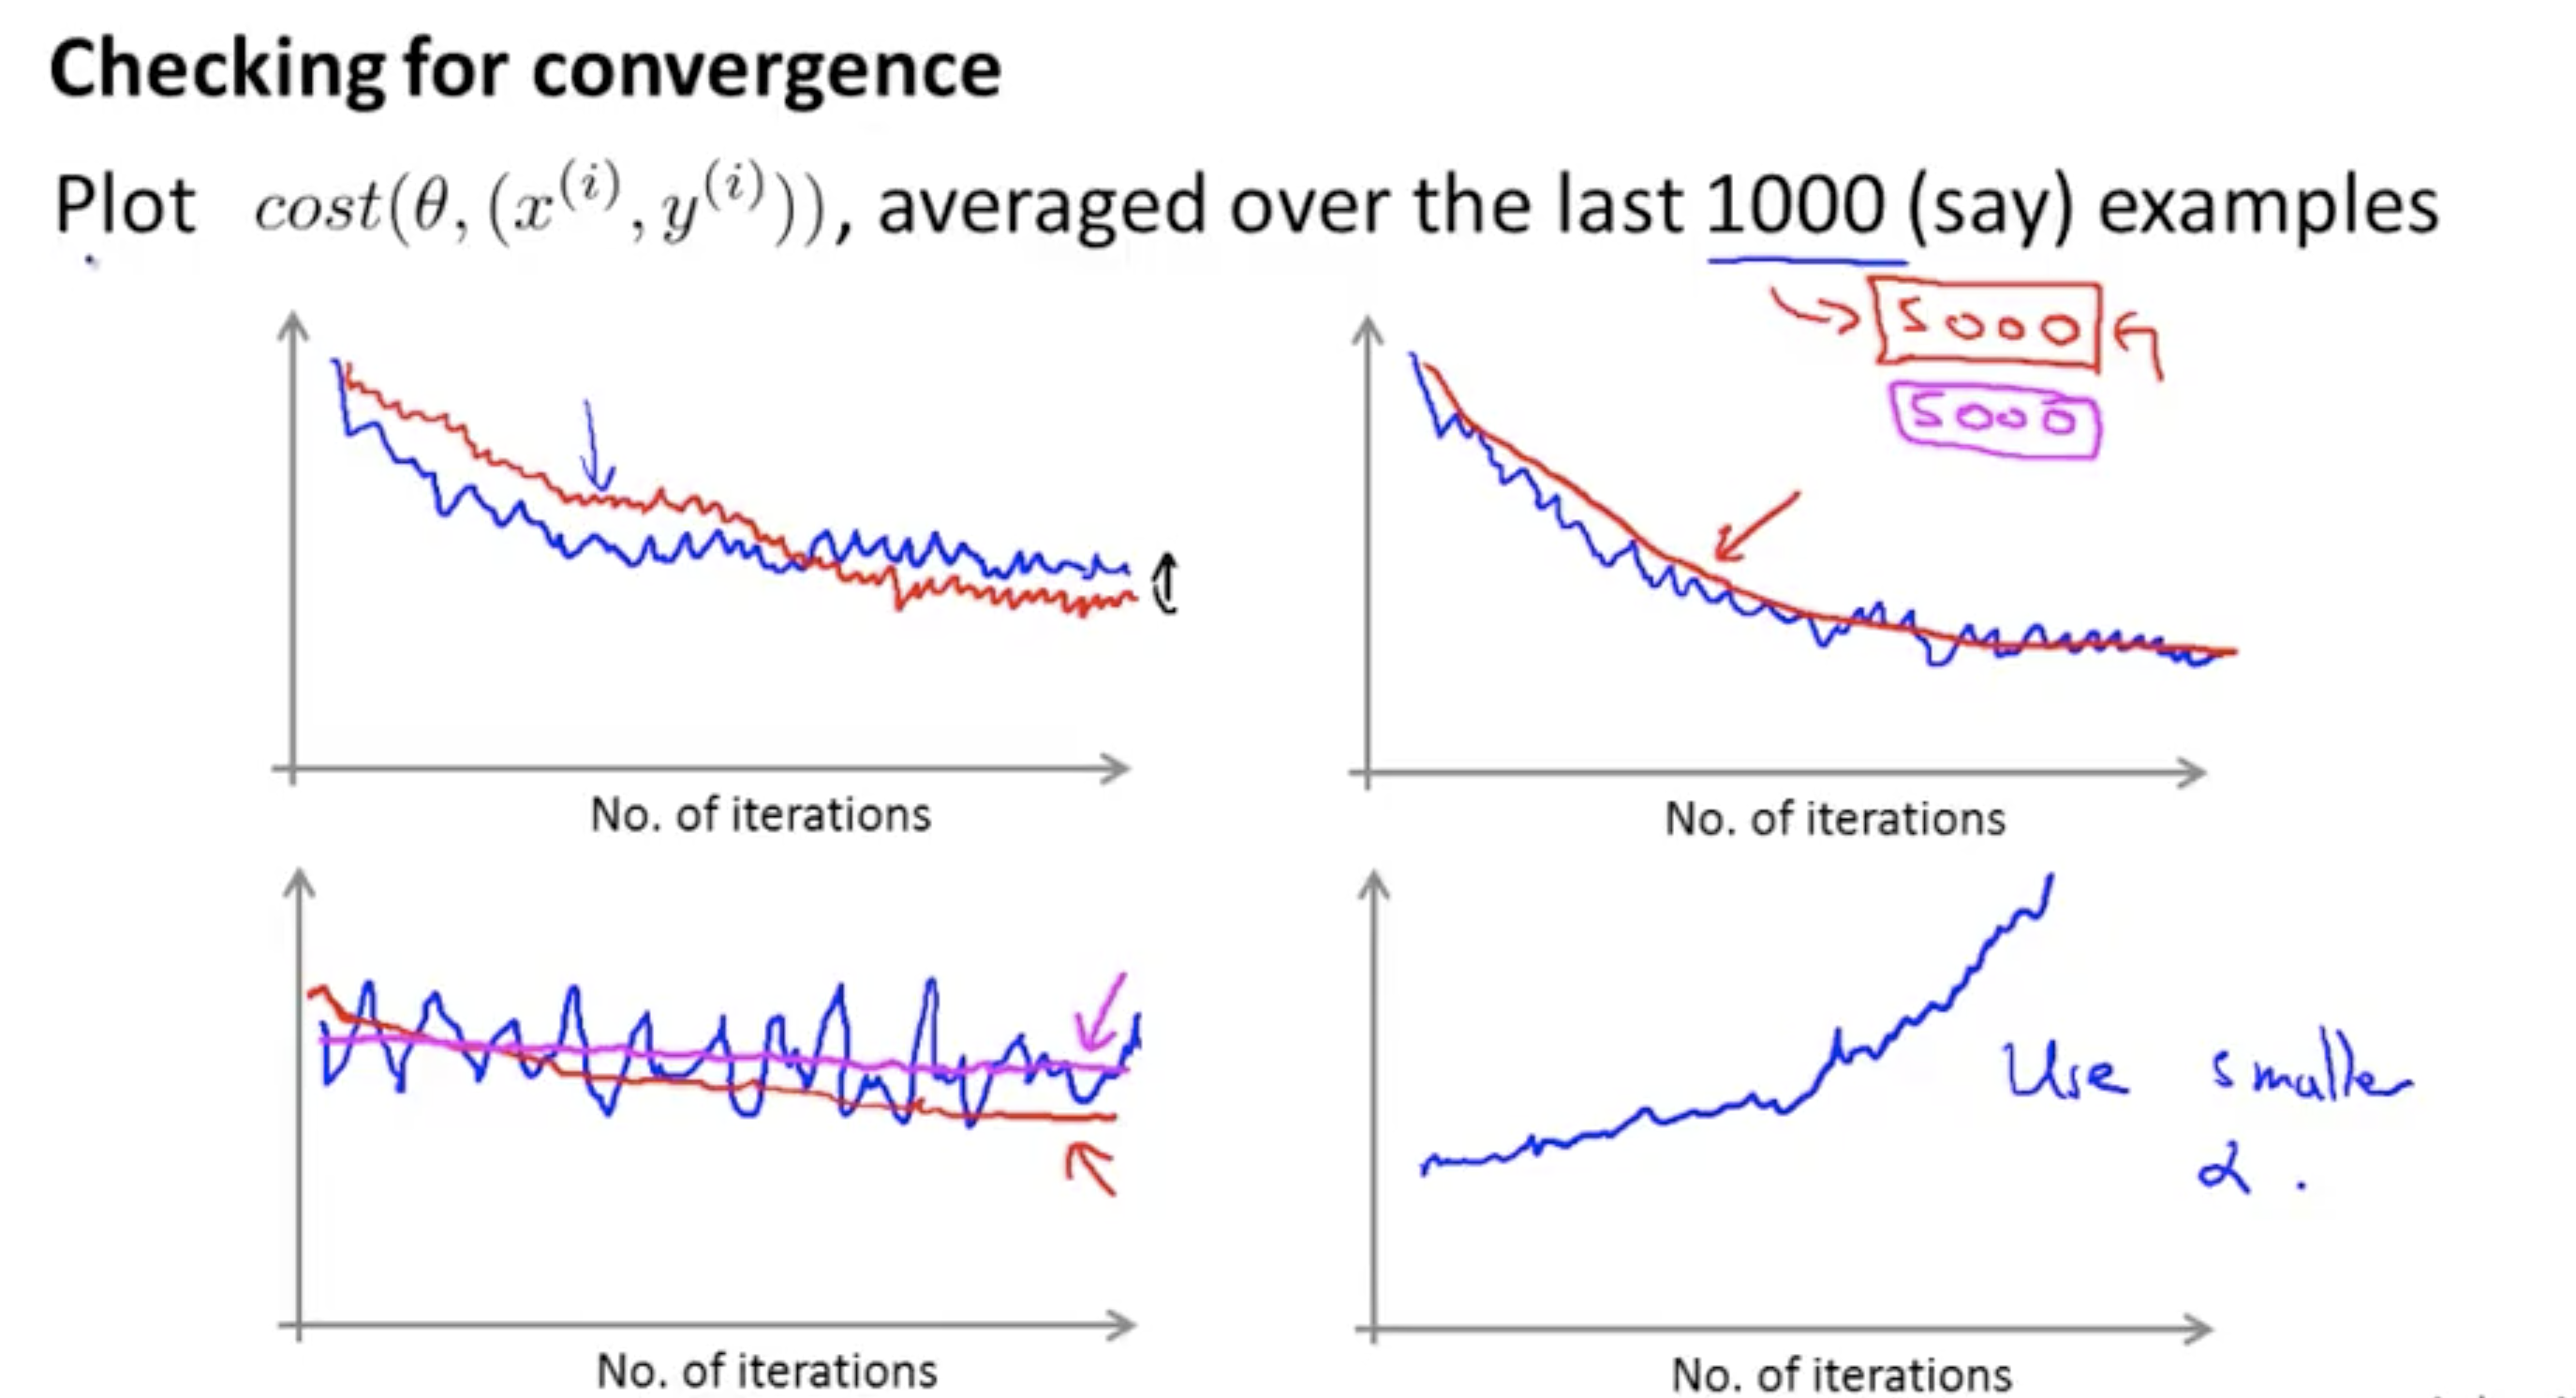 Checking for convergence
Plot cost(θ, (x^(i), y^(i))), averaged over the last 1000 (say) examples
5000
5000
No. of iterations
No. of iterations
Use smaller
α.
No. of iterations
No. of iterations